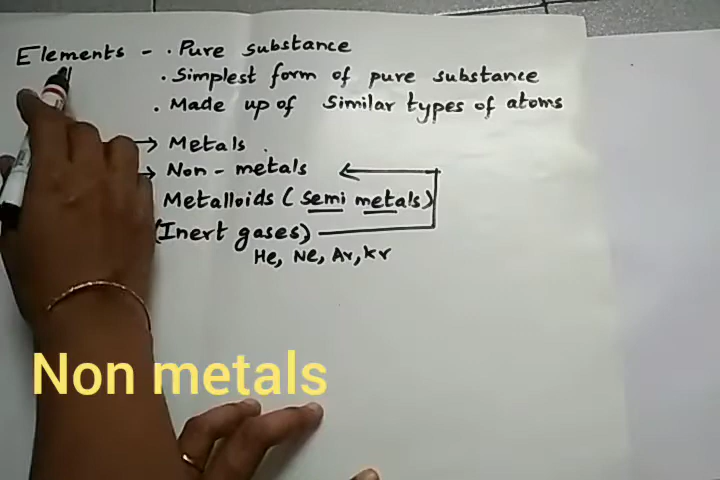 Elements - . Pure substance
. Simplest form of pure substance
. Made up of similar types of atoms
→ Metals .
→ Non-metals
Metalloids (semi metals)
(Inert gases)
He, Ne, Ar, Kr
Non metals